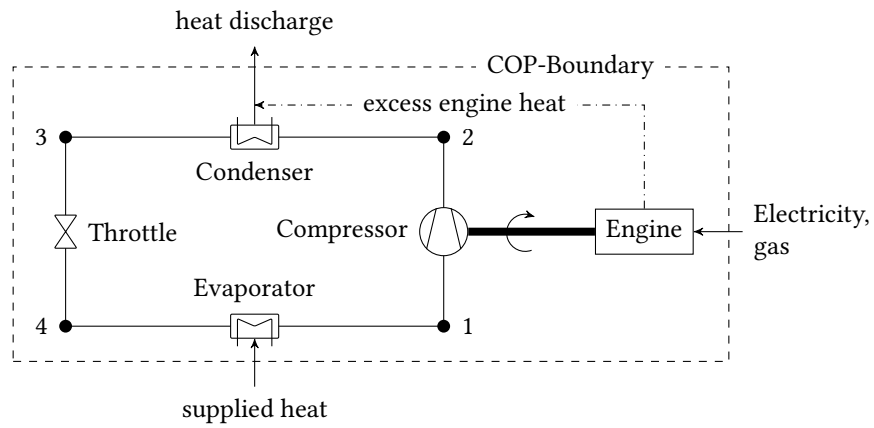 heat discharge
COP-Boundary
excess engine heat
3
2
Condenser
Throttle
Compressor
Engine
Electricity,
gas
Evaporator
4
1
supplied heat